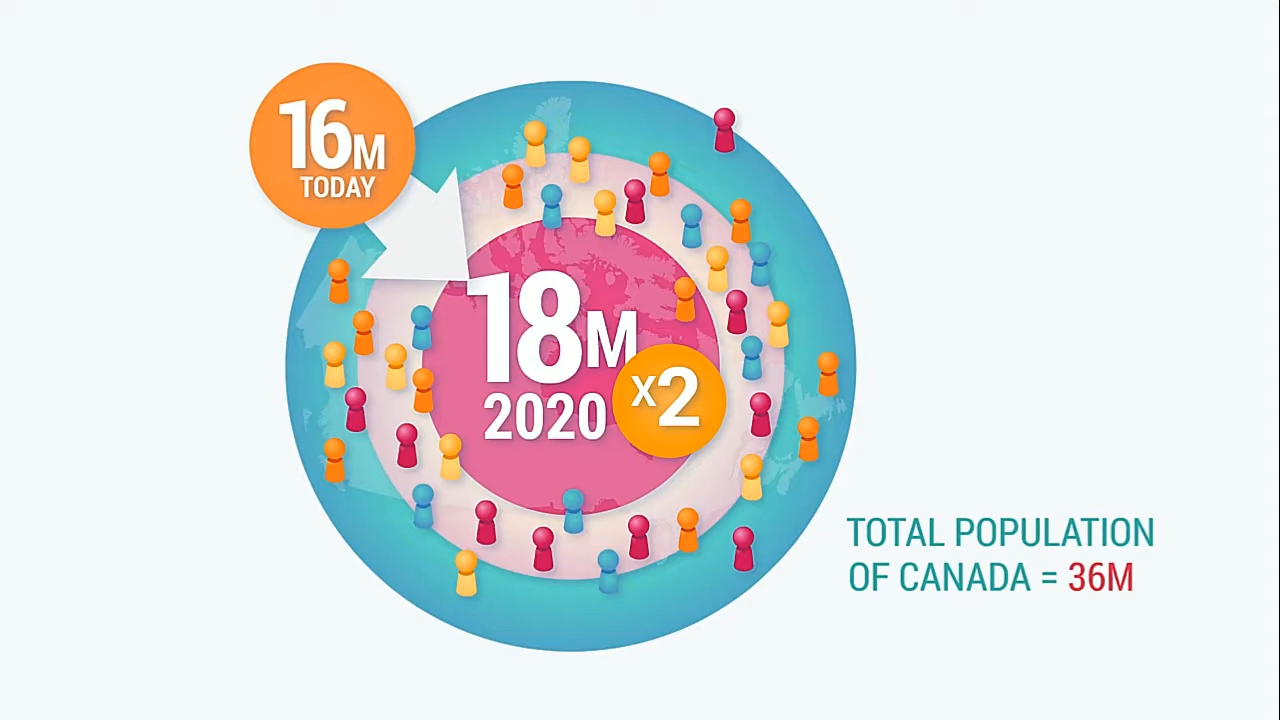 16M
TODAY
18M
2020
x2
TOTAL POPULATION
OF CANADA = 36M